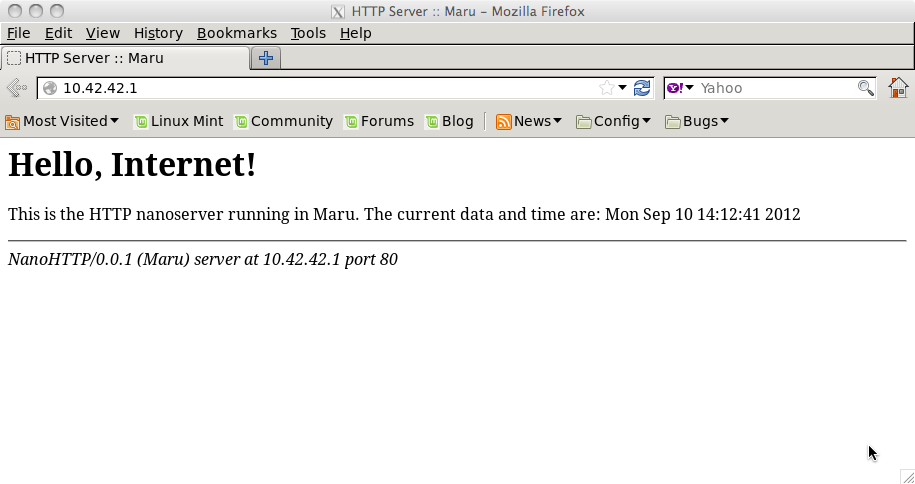 HTTP Server :: Maru – Mozilla Firefox
File Edit View History Bookmarks Tools Help
HTTP Server :: Maru
10.42.42.1 Y! Yahoo
Most Visited Linux Mint Community Forums Blog News Config Bugs
Hello, Internet!
This is the HTTP nanoserver running in Maru. The current data and time are: Mon Sep 10 14:12:41 2012
NanoHTTP/0.0.1 (Maru) server at 10.42.42.1 port 80